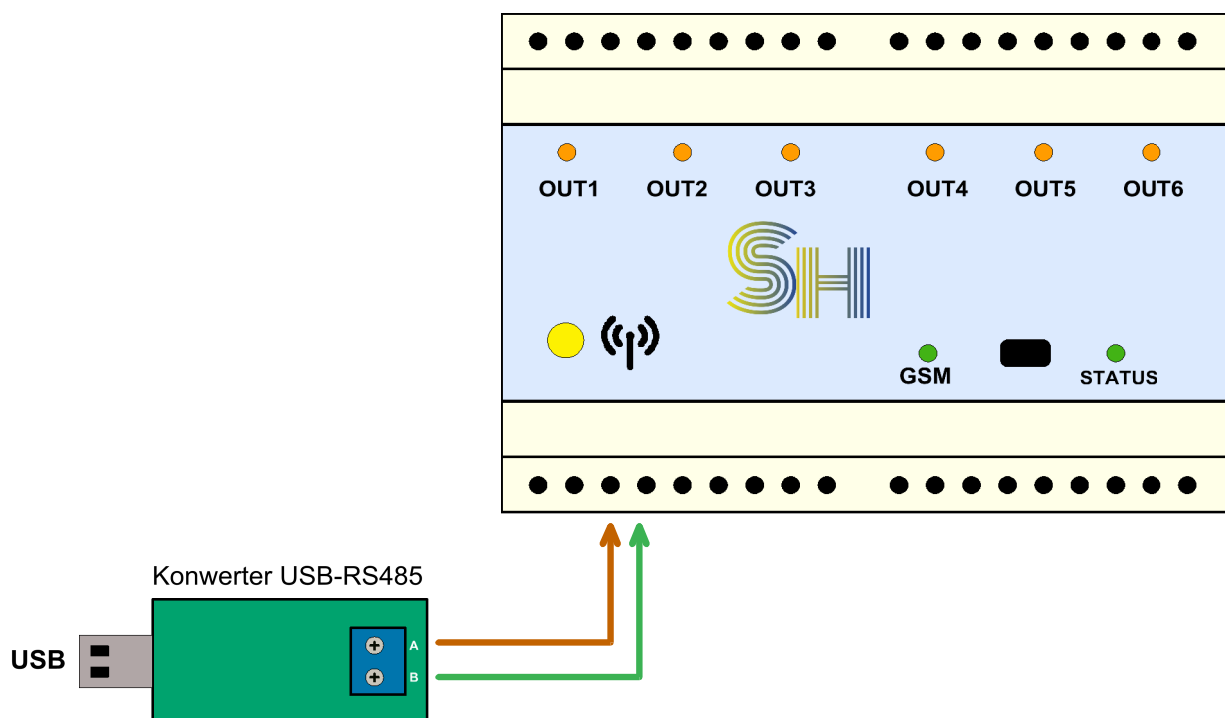 OUT1 OUT2 OUT3 OUT4 OUT5 OUT6
SH
GSM STATUS
Konwerter USB-RS485
USB
A
B